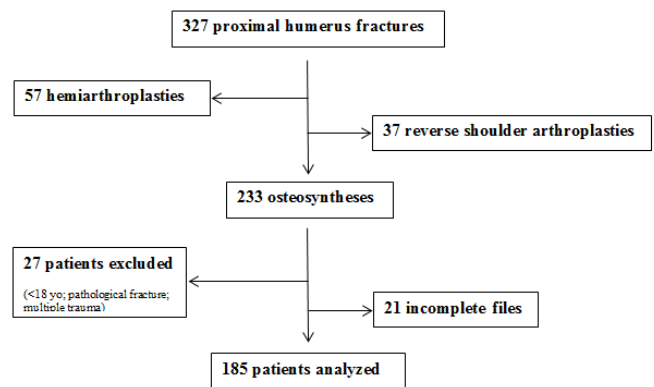 327 proximal humerus fractures
57 hemiarthroplasties
37 reverse shoulder arthroplasties
233 osteosyntheses
27 patients excluded
(<18 yo; pathological fracture;
multiple trauma)
21 incomplete files
185 patients analyzed